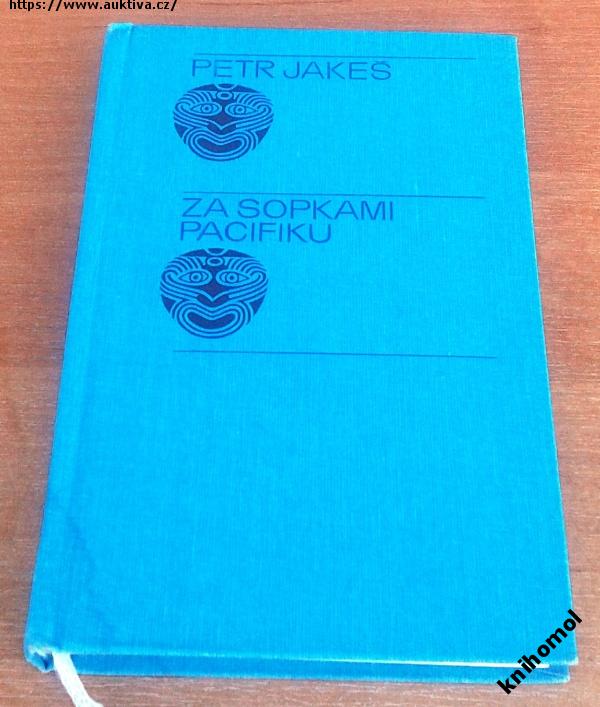 https://www.auktiva.cz/
PETR JAKEŠ
ZA SOPKAMI
PACIFIKU
knihomol